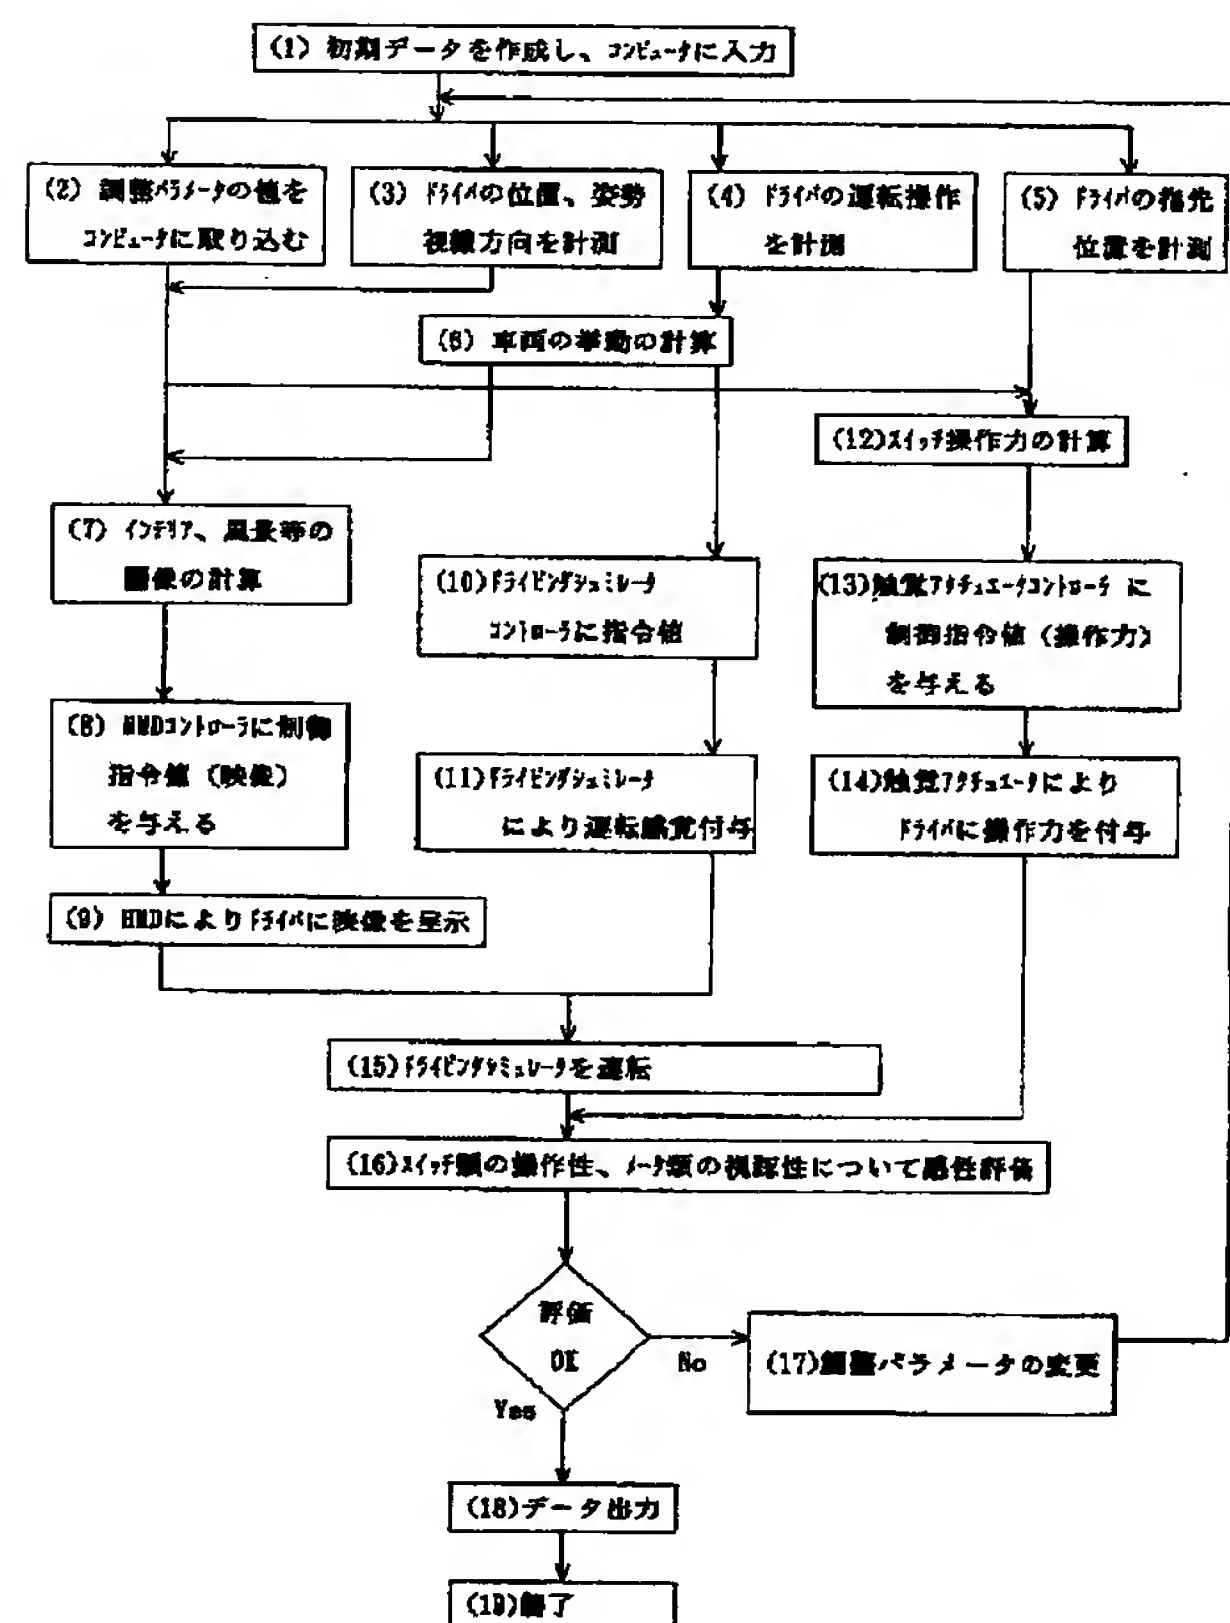 (1) 初期データを作成し、コンピュータに入力
(2) 調整パラメータの値を
コンピュータに取り込む
(3) ドライバの位置、姿勢
視線方向を計測
(4) ドライバの運転操作
を計測
(5) ドライバの指先
位置を計測
(6) 車両の挙動の計算
(12)スイッチ操作力の計算
(7) インテリア、風景等の
画像の計算
(10)ドライビングシュミレータ
コントローラに指令値
(13)触覚アクチュエータコントローラ に
制御指令値(操作力)
を与える
(8) HMDコントローラに制御
指令値(映像)
を与える
(11)ドライビングシュミレータ
により運転感覚付与
(14)触覚アクチュエータにより
ドライバに操作力を付与
(9) HMDによりドライバに映像を呈示
(15)ドライビングシミュレータを運転
(16)スイッチ類の操作性、メータ類の視認性について感性評価
評価
OK
No
(17)調整パラメータの変更
Yes
(18)データ出力
(19)終了